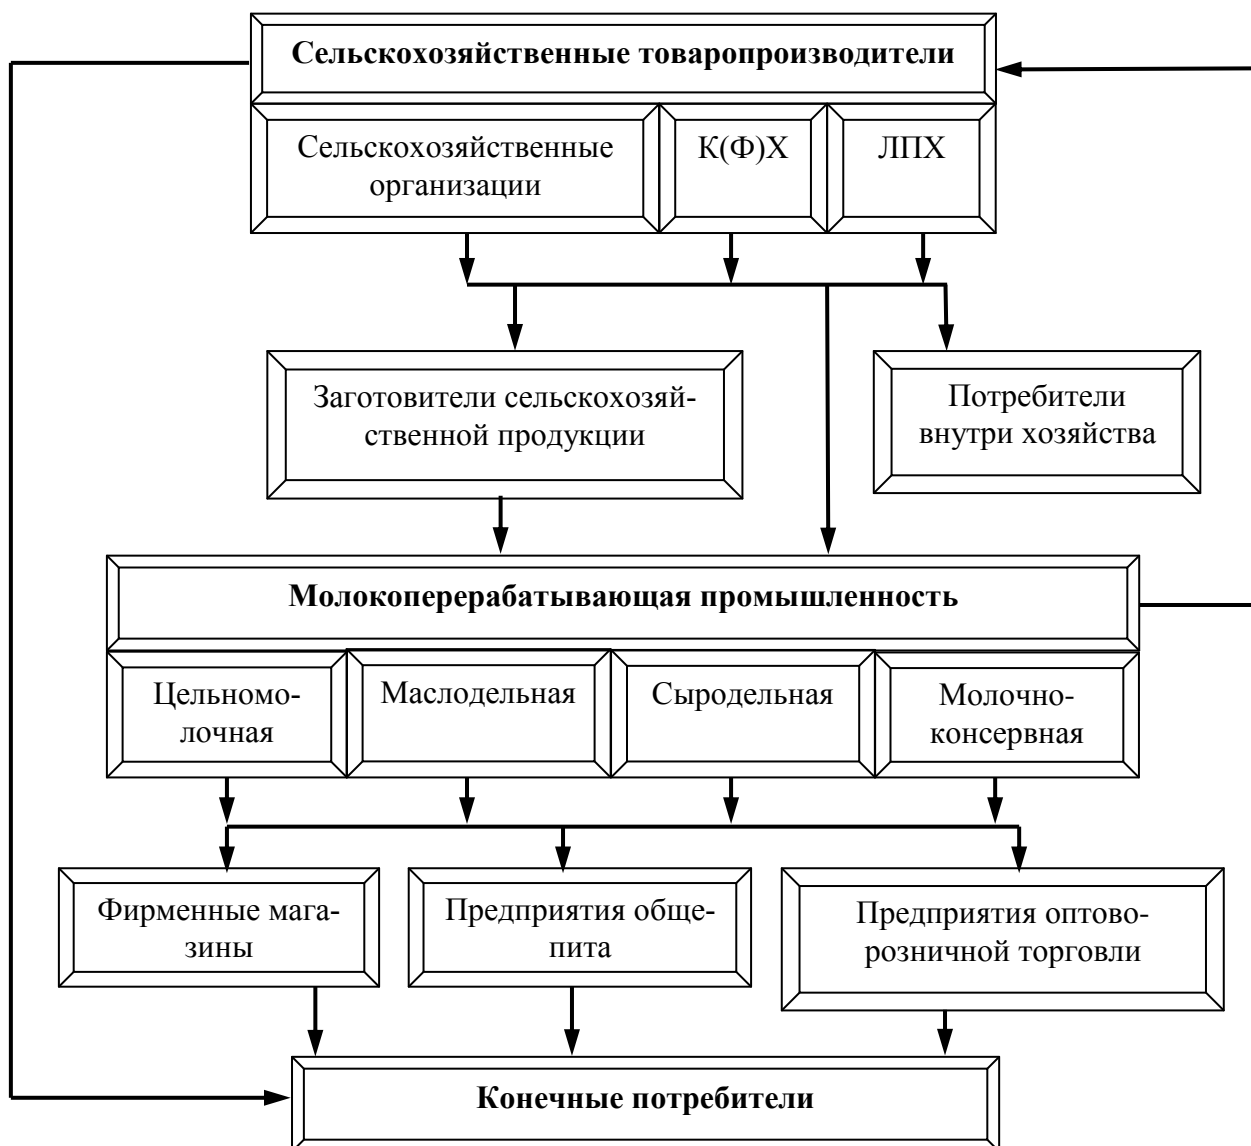 Сельскохозяйственные товаропроизводители
Сельскохозяйственные
организации
К(Ф)Х
ЛПХ
Заготовители сельскохозяй-
ственной продукции
Потребители
внутри хозяйства
Молокоперерабатывающая промышленность
Цельномо-
лочная
Маслодельная
Сыродельная
Молочно-
консервная
Фирменные мага-
зины
Предприятия обще-
пита
Предприятия оптово-
розничной торговли
Конечные потребители